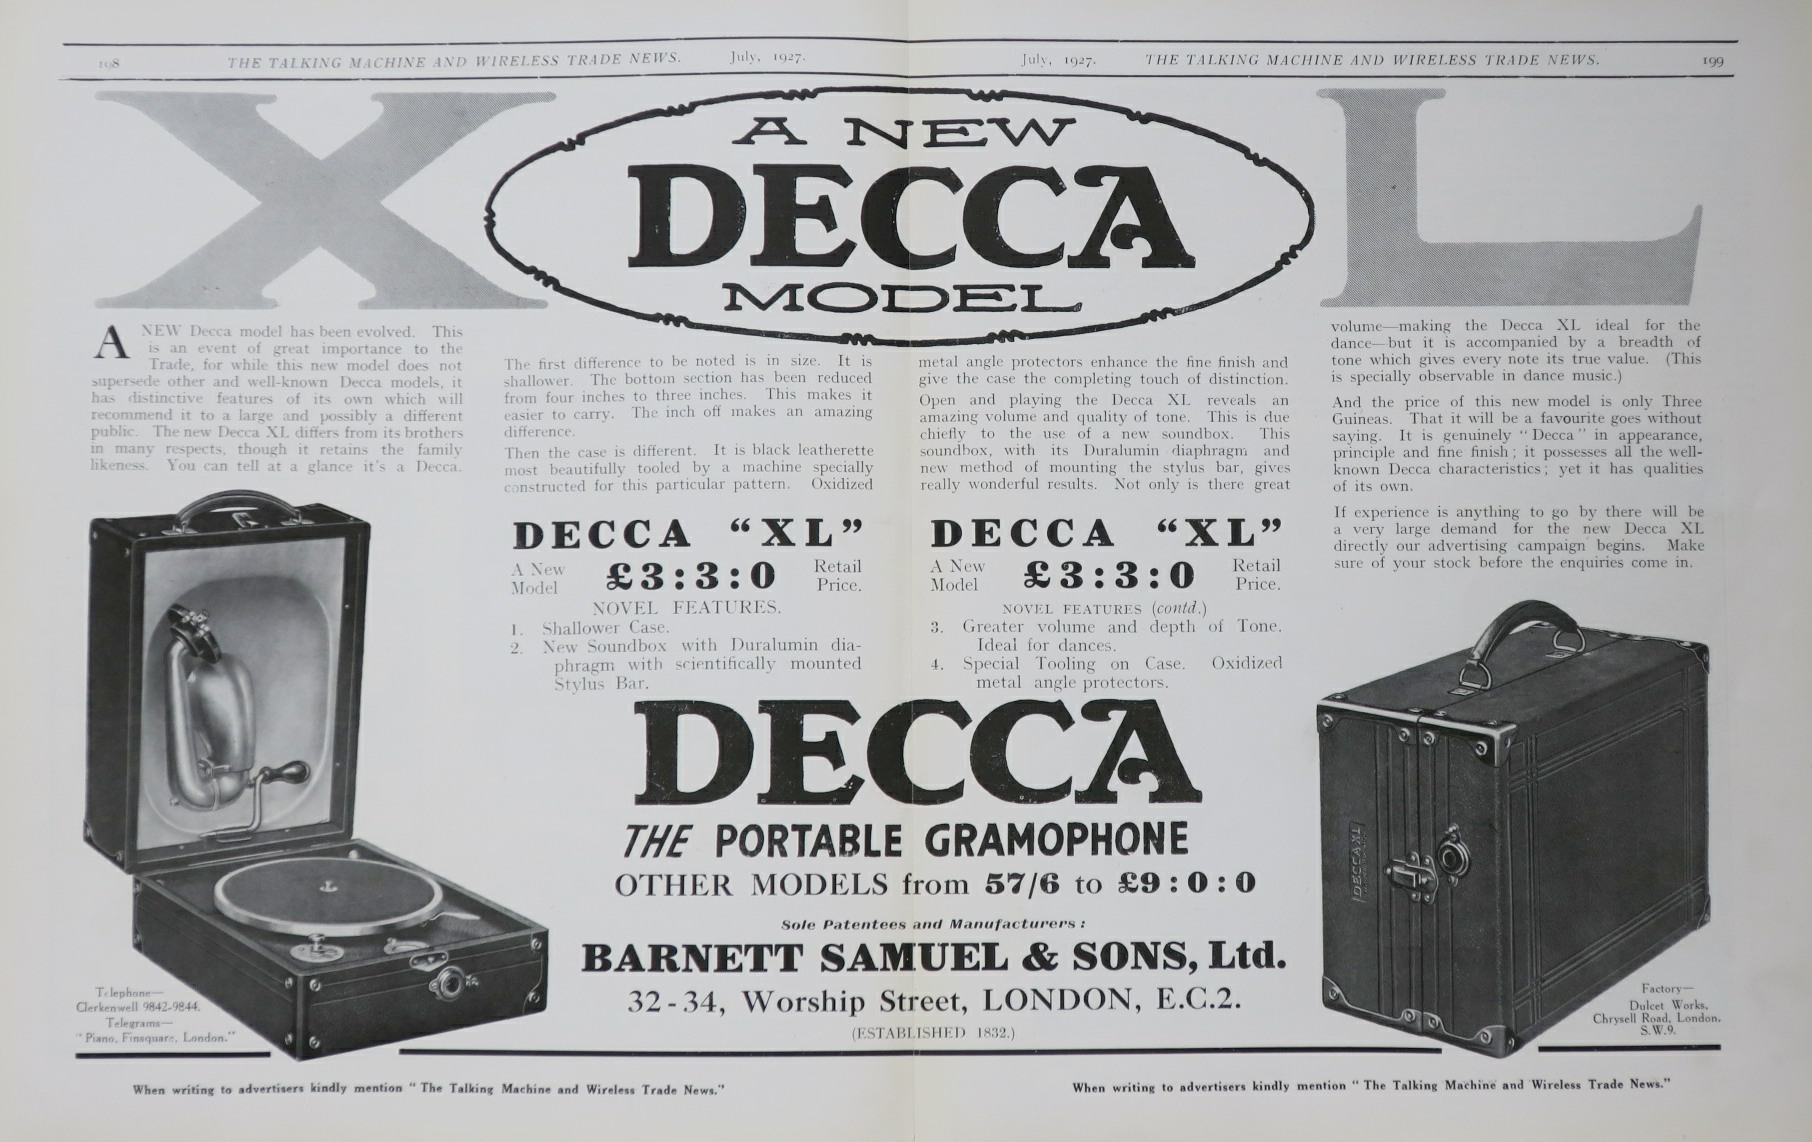 198
THE TALKING MACHINE AND WIRELESS TRADE NEWS. July, 1927.
July, 1927. THE TALKING MACHINE AND WIRELESS TRADE NEWS. 199
X L
A NEW
DECCA
MODEL
A NEW Decca model has been evolved. This
is an event of great importance to the
Trade, for while this new model does not
supersede other and well-known Decca models, it
has distinctive features of its own which will
recommend it to a large and possibly a different
public. The new Decca XL differs from its brothers
in many respects, though it retains the family
likeness. You can tell at a glance it's a Decca.
The first difference to be noted is in size. It is
shallower. The bottom section has been reduced
from four inches to three inches. This makes it
easier to carry. The inch off makes an amazing
difference.
Then the case is different. It is black leatherette
most beautifully tooled by a machine specially
constructed for this particular pattern. Oxidized
metal angle protectors enhance the fine finish and
give the case the completing touch of distinction.
Open and playing the Decca XL reveals an
amazing volume and quality of tone. This is due
chiefly to the use of a new soundbox. This
soundbox, with its Duralumin diaphragm and
new method of mounting the stylus bar, gives
really wonderful results. Not only is there great
volume—making the Decca XL ideal for the
dance—but it is accompanied by a breadth of
tone which gives every note its true value. (This
is specially observable in dance music.)
And the price of this new model is only Three
Guineas. That it will be a favourite goes without
saying. It is genuinely "Decca" in appearance,
principle and fine finish; it possesses all the well-
known Decca characteristics; yet it has qualities
of its own.
If experience is anything to go by there will be
a very large demand for the new Decca XL
directly our advertising campaign begins. Make
sure of your stock before the enquiries come in.
DECCA "XL"
A New Model £3:3:0 Retail Price.
NOVEL FEATURES.
1. Shallower Case.
2. New Soundbox with Duralumin dia-
phragm with scientifically mounted
Stylus Bar.
DECCA "XL"
A New Model £3:3:0 Retail Price.
NOVEL FEATURES (contd.)
3. Greater volume and depth of Tone.
Ideal for dances.
4. Special Tooling on Case. Oxidized
metal angle protectors.
DECCA
THE PORTABLE GRAMOPHONE
OTHER MODELS from 57/6 to £9:0:0
Sole Patentees and Manufacturers:
BARNETT SAMUEL & SONS, Ltd.
32-34, Worship Street, LONDON, E.C.2.
(ESTABLISHED 1832.)
Telephone—
Clerkenwell 9842-9844.
Telegrams—
"Piano, Finsquare, London."
DECCA XL
Factory—
Dulcet Works,
Chrysell Road, London.
S.W.9.
When writing to advertisers kindly mention "The Talking Machine and Wireless Trade News."
When writing to advertisers kindly mention "The Talking Machine and Wireless Trade News."